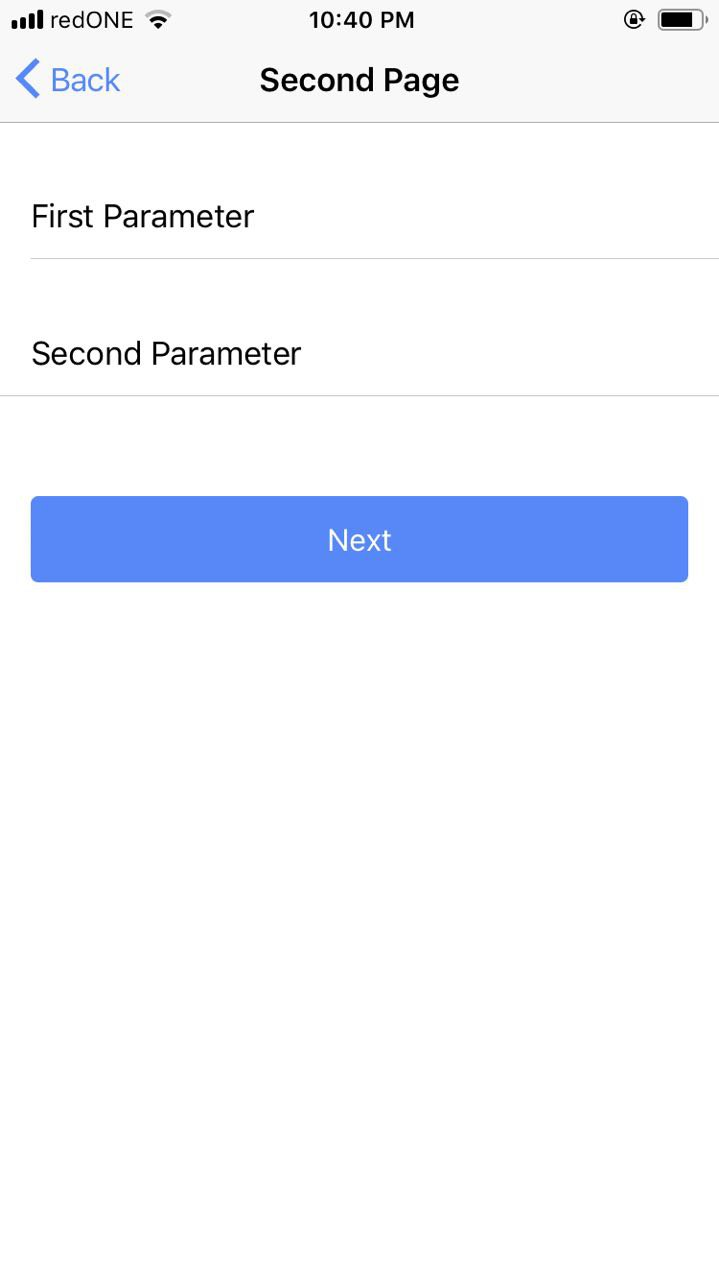 redONE 10:40 PM
Back Second Page
First Parameter
Second Parameter
Next